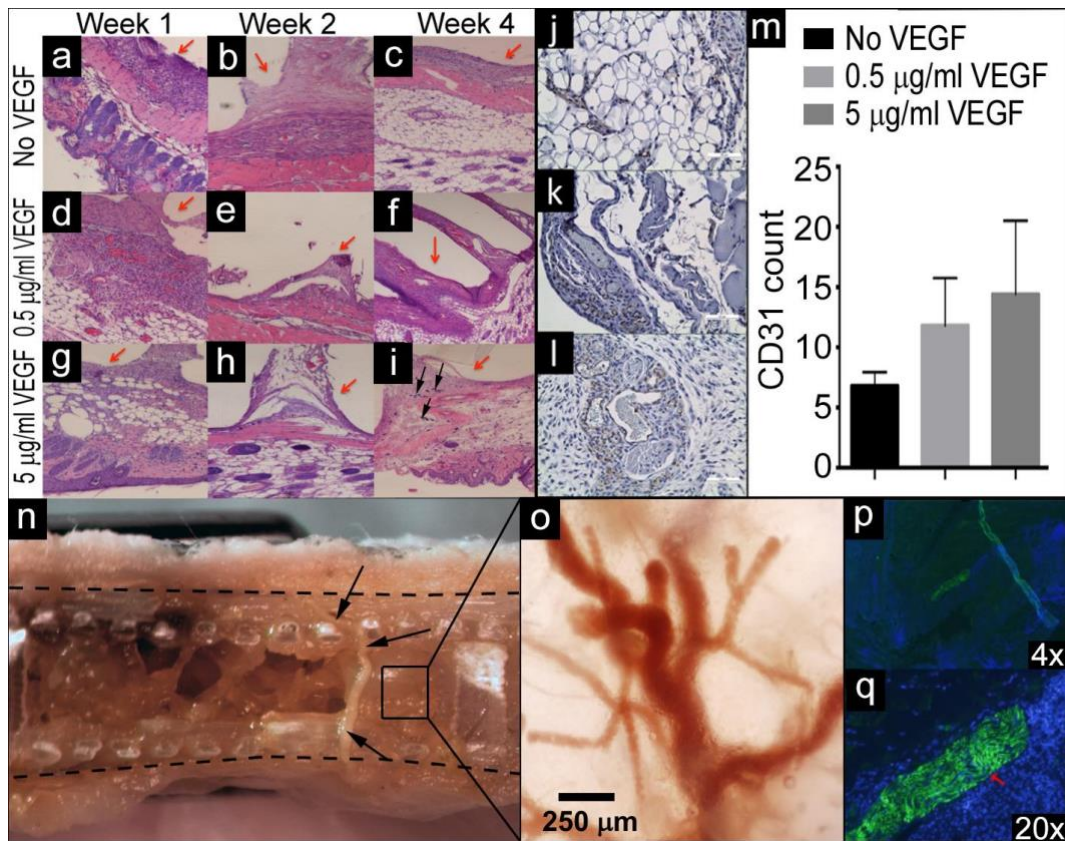 Week 1 Week 2 Week 4
No VEGF
0.5 µg/ml VEGF
5 µg/ml VEGF
a
b
c
d
e
f
g
h
i
j
k
l
m
No VEGF
0.5 µg/ml VEGF
5 µg/ml VEGF
CD31 count
25
20
15
10
5
0
n
o
250 µm
p
4x
q
20x